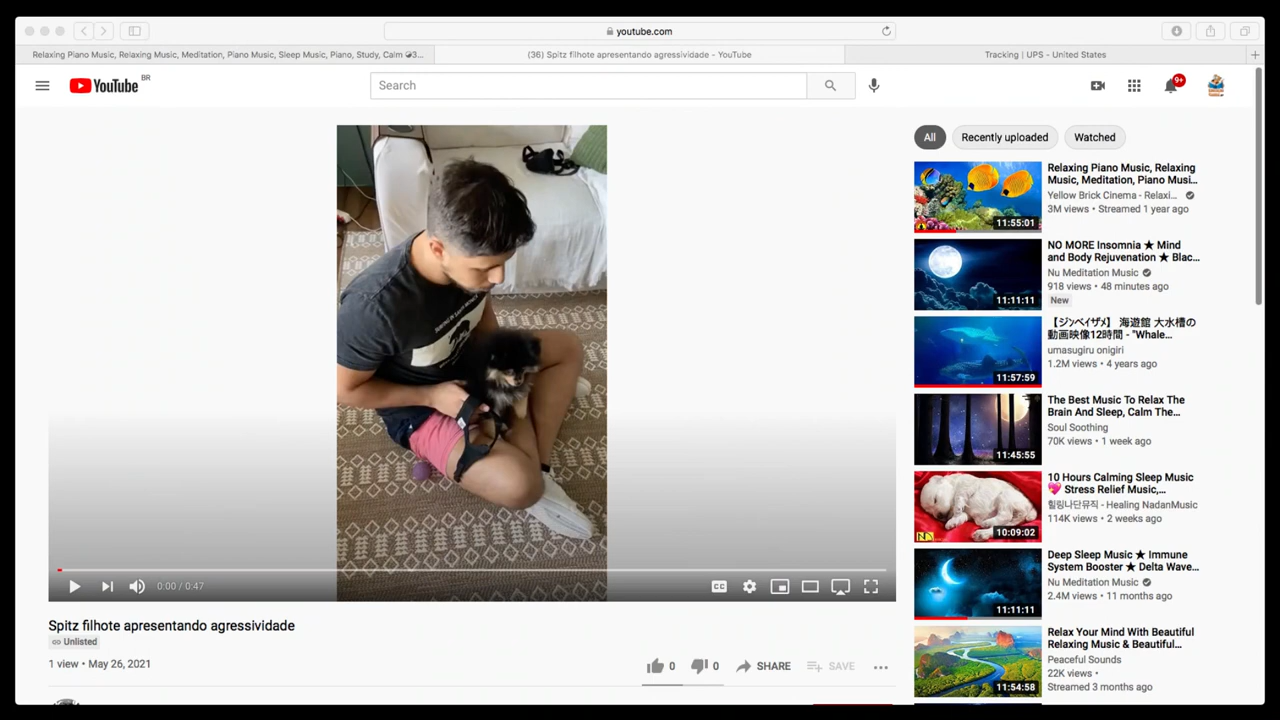 youtube.com
Relaxing Piano Music, Relaxing Music, Meditation, Piano Music, Sleep Music, Piano, Study, Calm ☯3...
(36) Spitz filhote apresentando agressividade - YouTube
Tracking | UPS - United States
YouTube BR
Search
9+
All
Recently uploaded
Watched
Relaxing Piano Music, Relaxing
Music, Meditation, Piano Musi...
Yellow Brick Cinema - Relaxi...
3M views • Streamed 1 year ago
11:55:01
NO MORE Insomnia ★ Mind
and Body Rejuvenation ★ Blac...
Nu Meditation Music
918 views • 48 minutes ago
New
11:11:11
【ジンベイザメ】 海遊館 大水槽の
動画映像12時間 - "Whale...
umasugiru onigiri
1.2M views • 4 years ago
11:57:59
The Best Music To Relax The
Brain And Sleep, Calm The...
Soul Soothing
70K views • 1 week ago
11:45:55
10 Hours Calming Sleep Music
💖 Stress Relief Music,...
힐링나단뮤직 - Healing NadanMusic
114K views • 2 weeks ago
10:09:02
Deep Sleep Music ★ Immune
System Booster ★ Delta Wave...
Nu Meditation Music
2.4M views • 11 months ago
11:11:11
Relax Your Mind With Beautiful
Relaxing Music & Beautiful...
Peaceful Sounds
22K views •
Streamed 3 months ago
11:54:58
0:00 / 0:47
CC
Spitz filhote apresentando agressividade
Unlisted
1 view • May 26, 2021
0
0
SHARE
SAVE